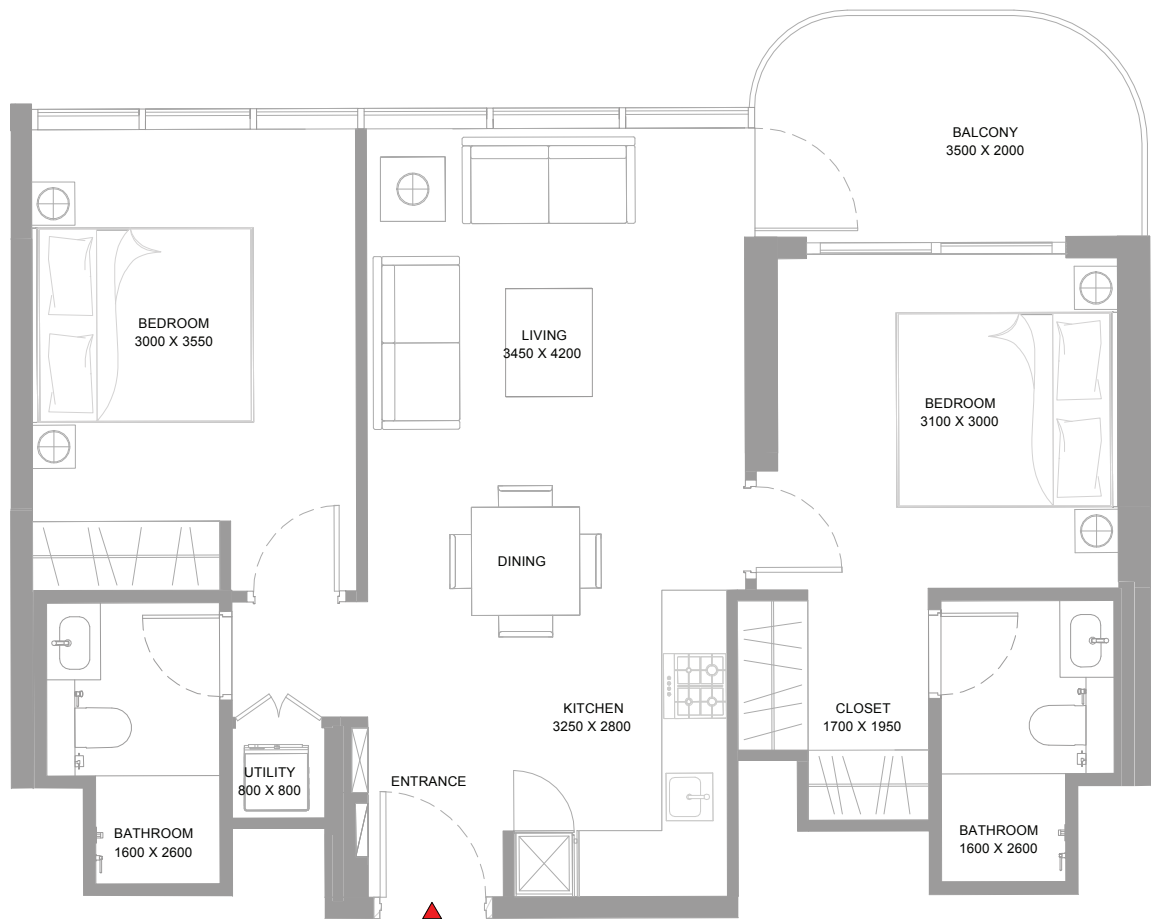 BALCONY
3500 X 2000
BEDROOM
3000 X 3550
LIVING
3450 X 4200
BEDROOM
3100 X 3000
DINING
KITCHEN
3250 X 2800
CLOSET
1700 X 1950
UTILITY
800 X 800
ENTRANCE
BATHROOM
1600 X 2600
BATHROOM
1600 X 2600